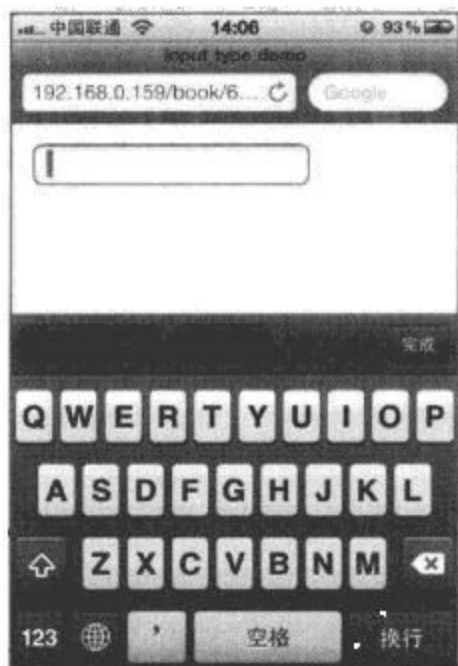 中国联通 14:06 93%
input type demo
192.168.0.159/book/6... Google
完成
Q W E R T Y U I O P
A S D F G H J K L
Z X C V B N M
123 ' 空格 换行